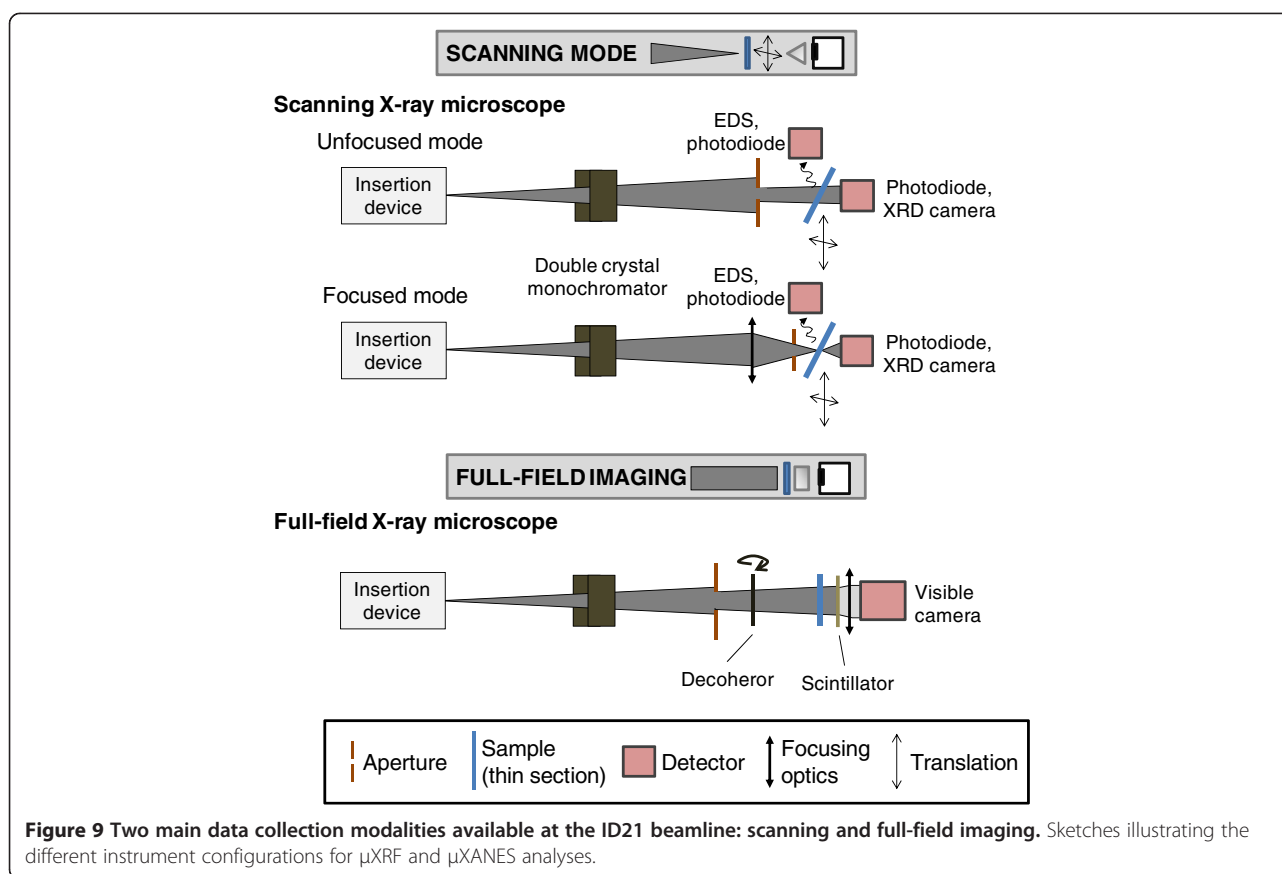 SCANNING MODE
Scanning X-ray microscope
Unfocused mode
Insertion
device
EDS,
photodiode
Photodiode,
XRD camera
Double crystal
monochromator
Focused mode
Insertion
device
EDS,
photodiode
Photodiode,
XRD camera
FULL-FIELD IMAGING
Full-field X-ray microscope
Insertion
device
Visible
camera
Decoheror
Scintillator
Aperture
Sample
(thin section)
Detector
Focusing
optics
Translation
Figure 9 Two main data collection modalities available at the ID21 beamline: scanning and full-field imaging. Sketches illustrating the
different instrument configurations for μXRF and μXANES analyses.